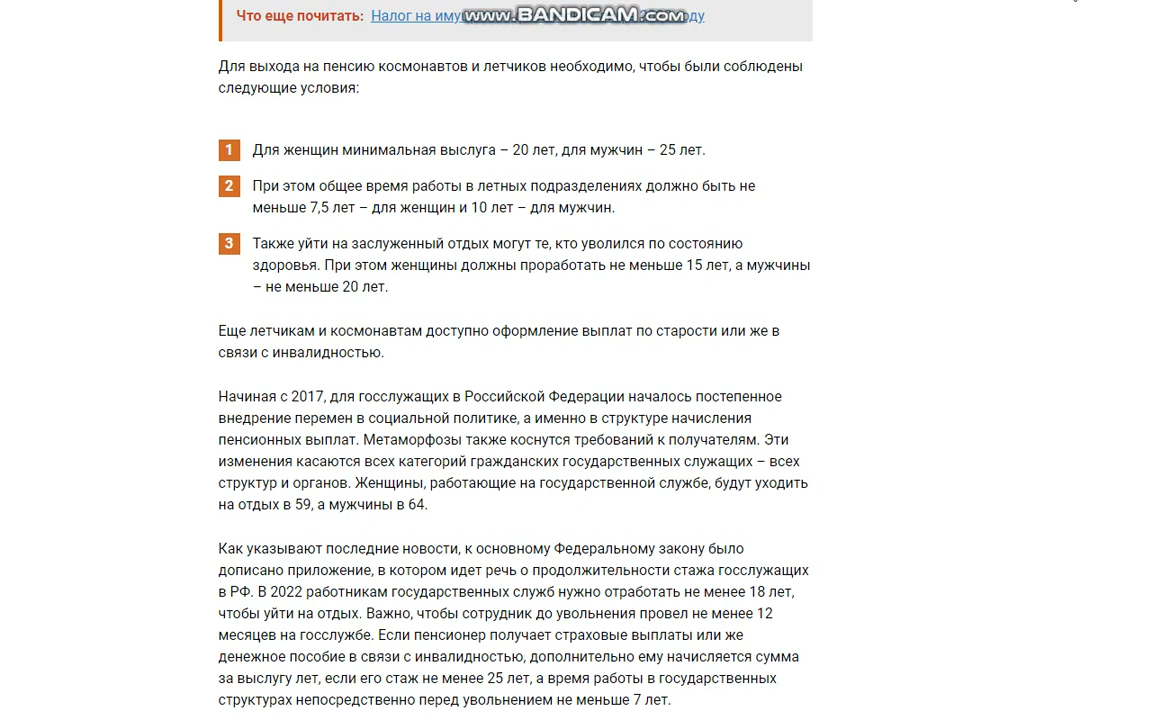 Что еще почитать: Налог на иму
www.BANDICAM.com
Для выхода на пенсию космонавтов и летчиков необходимо, чтобы были соблюдены
следующие условия:
1 Для женщин минимальная выслуга – 20 лет, для мужчин – 25 лет.
2 При этом общее время работы в летных подразделениях должно быть не
меньше 7,5 лет – для женщин и 10 лет – для мужчин.
3 Также уйти на заслуженный отдых могут те, кто уволился по состоянию
здоровья. При этом женщины должны проработать не меньше 15 лет, а мужчины
– не меньше 20 лет.
Еще летчикам и космонавтам доступно оформление выплат по старости или же в
связи с инвалидностью.
Начиная с 2017, для госслужащих в Российской Федерации началось постепенное
внедрение перемен в социальной политике, а именно в структуре начисления
пенсионных выплат. Метаморфозы также коснутся требований к получателям. Эти
изменения касаются всех категорий гражданских государственных служащих – всех
структур и органов. Женщины, работающие на государственной службе, будут уходить
на отдых в 59, а мужчины в 64.
Как указывают последние новости, к основному Федеральному закону было
дописано приложение, в котором идет речь о продолжительности стажа госслужащих
в РФ. В 2022 работникам государственных служб нужно отработать не менее 18 лет,
чтобы уйти на отдых. Важно, чтобы сотрудник до увольнения провел не менее 12
месяцев на госслужбе. Если пенсионер получает страховые выплаты или же
денежное пособие в связи с инвалидностью, дополнительно ему начисляется сумма
за выслугу лет, если его стаж не менее 25 лет, а время работы в государственных
структурах непосредственно перед увольнением не меньше 7 лет.